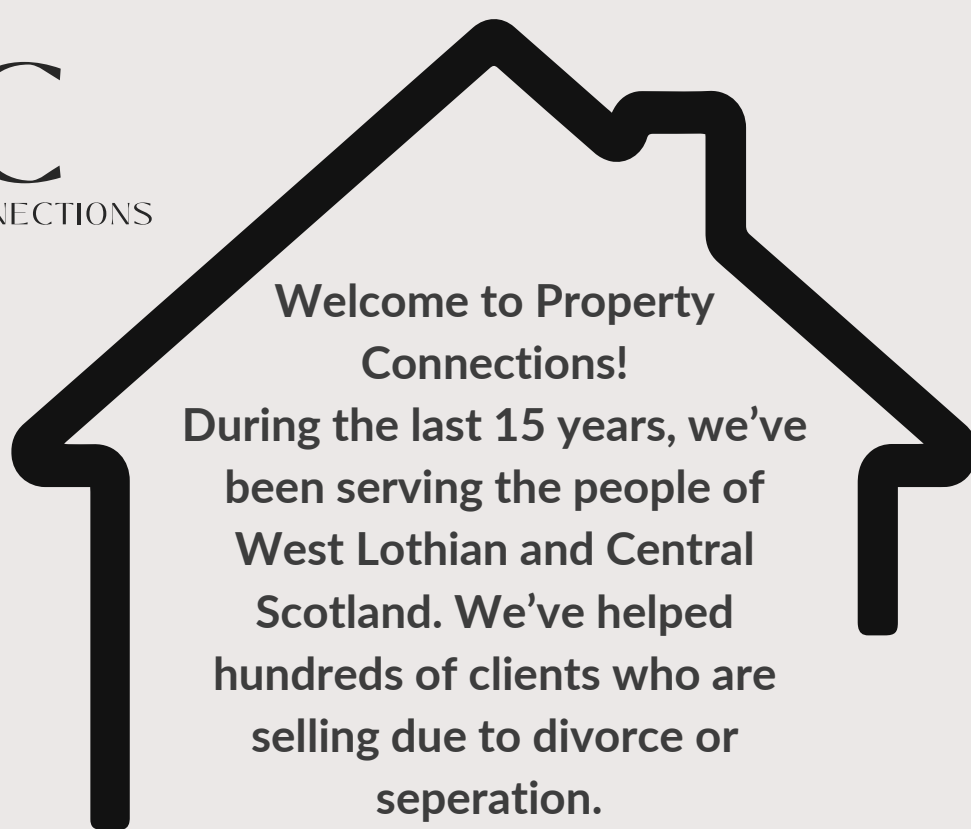 C
NECTIONS
Welcome to Property
Connections!
During the last 15 years, we’ve
been serving the people of
West Lothian and Central
Scotland. We’ve helped
hundreds of clients who are
selling due to divorce or
seperation.